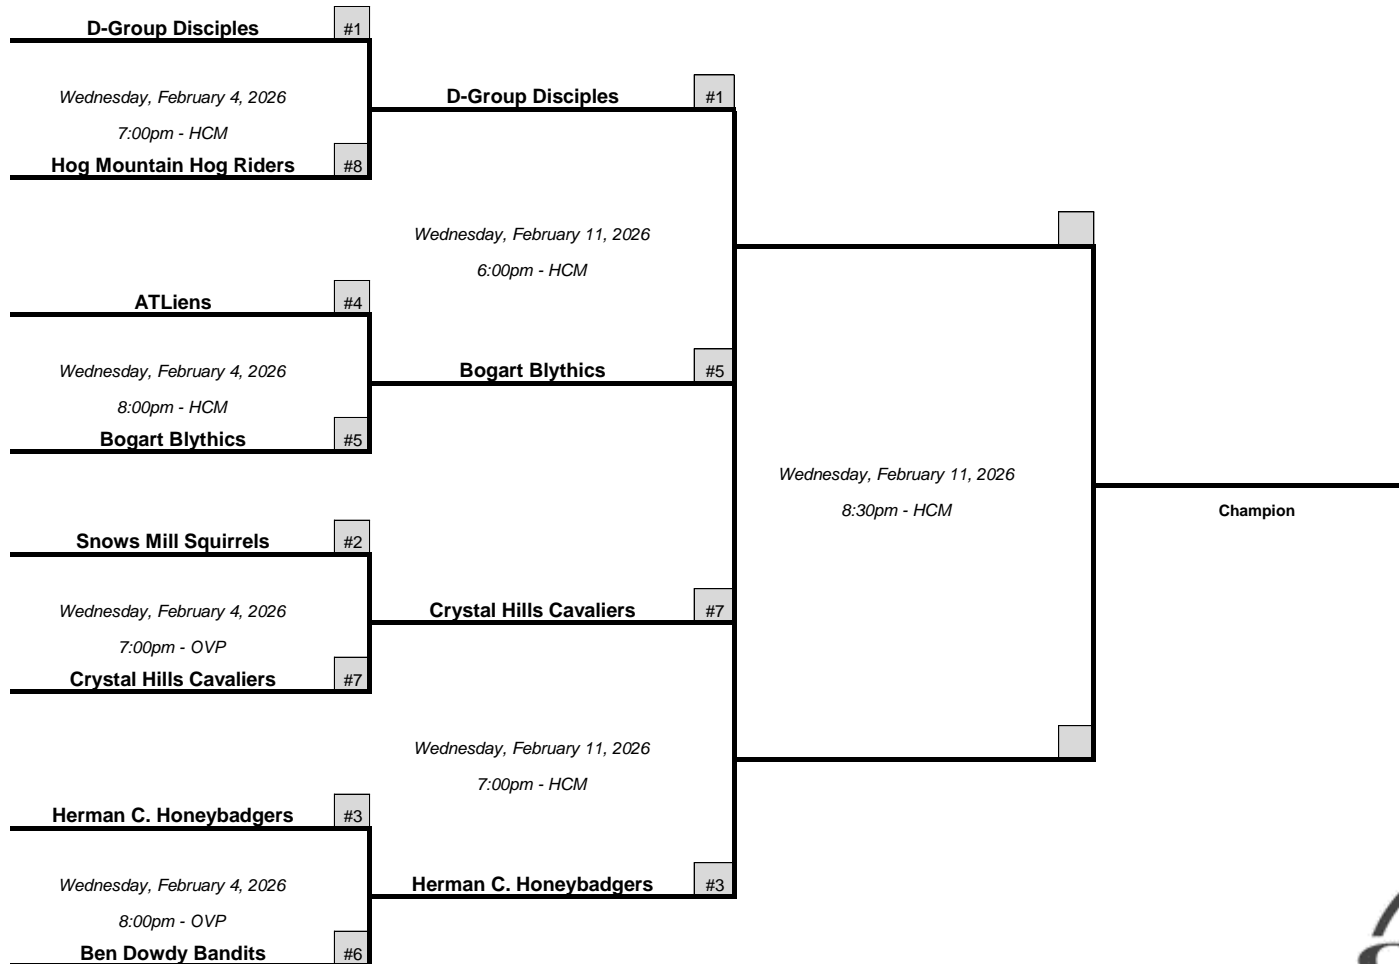 D-Group Disciples #1
Wednesday, February 4, 2026
7:00pm - HCM
Hog Mountain Hog Riders #8
ATLiens #4
Wednesday, February 4, 2026
8:00pm - HCM
Bogart Blythics #5
Snows Mill Squirrels #2
Wednesday, February 4, 2026
7:00pm - OVP
Crystal Hills Cavaliers #7
Herman C. Honeybadgers #3
Wednesday, February 4, 2026
8:00pm - OVP
Ben Dowdy Bandits #6
D-Group Disciples #1
Wednesday, February 11, 2026
6:00pm - HCM
Bogart Blythics #5
Crystal Hills Cavaliers #7
Wednesday, February 11, 2026
7:00pm - HCM
Herman C. Honeybadgers #3
Wednesday, February 11, 2026
8:30pm - HCM
Champion